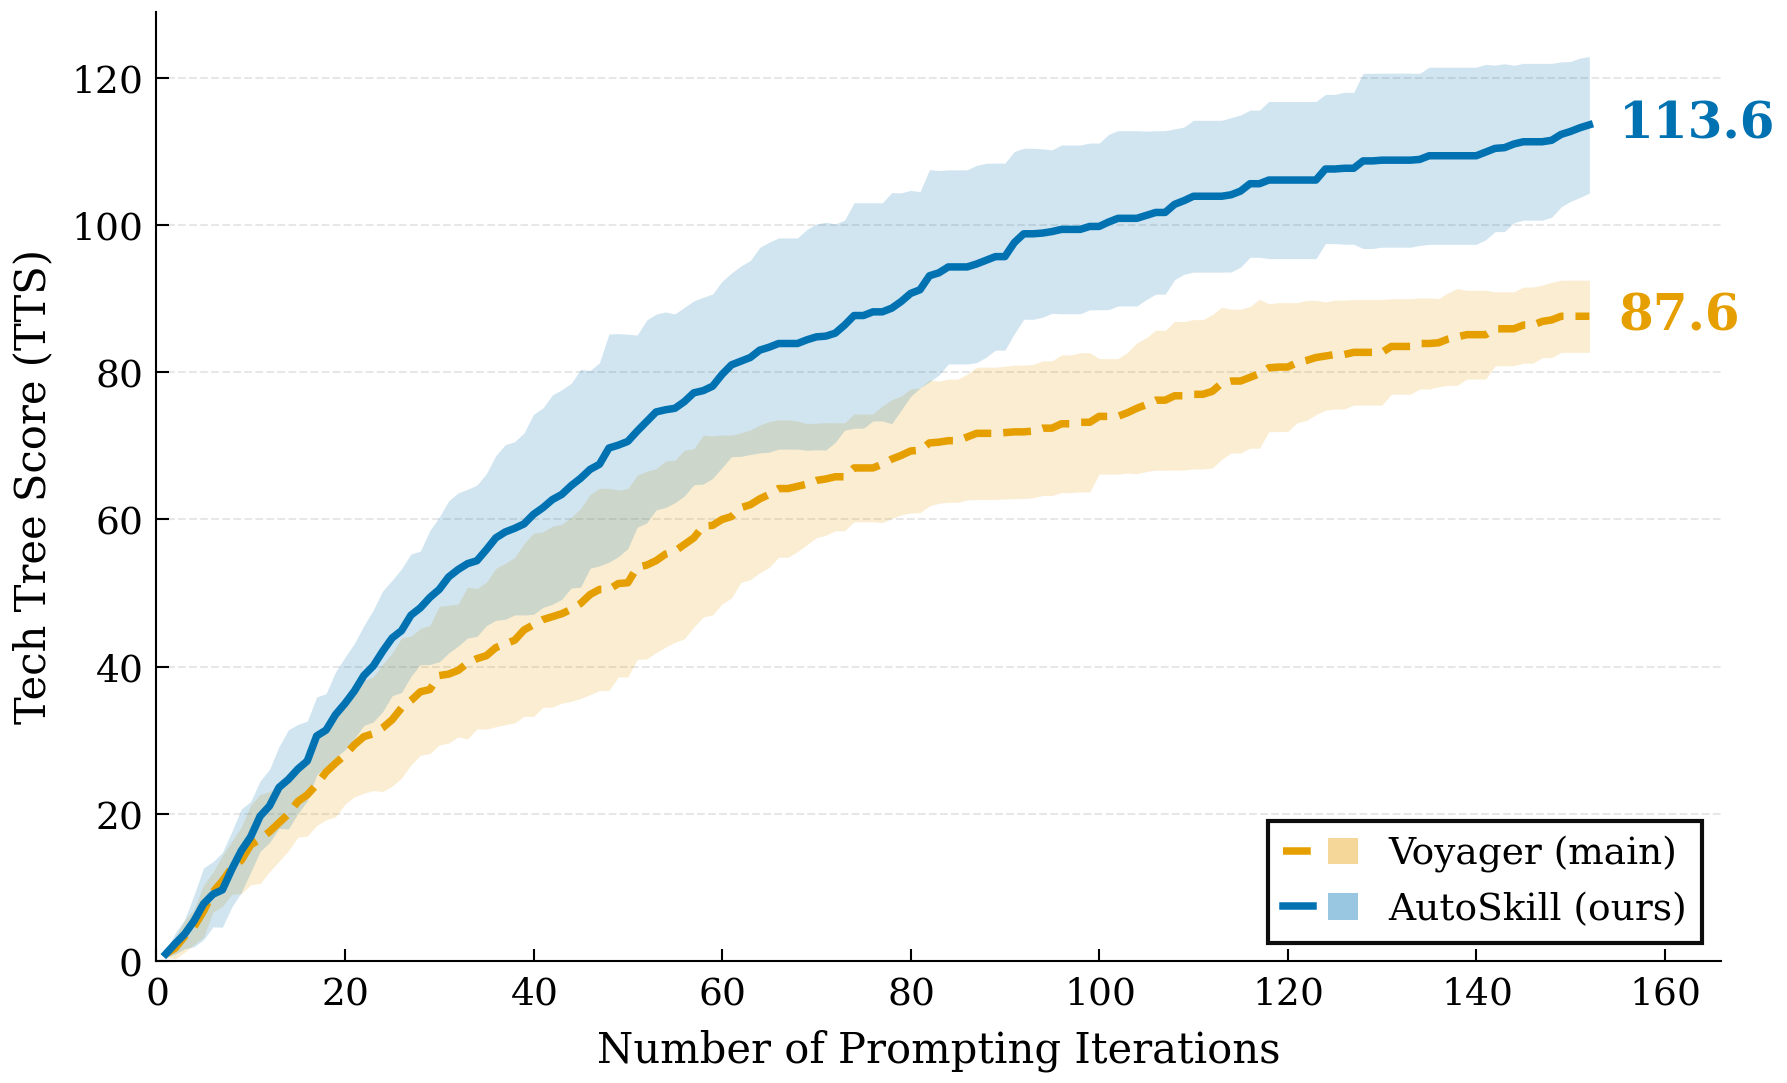 Tech Tree Score (TTS)
120
100
80
60
40
20
0
113.6
87.6
Voyager (main)
AutoSkill (ours)
0 20 40 60 80 100 120 140 160
Number of Prompting Iterations